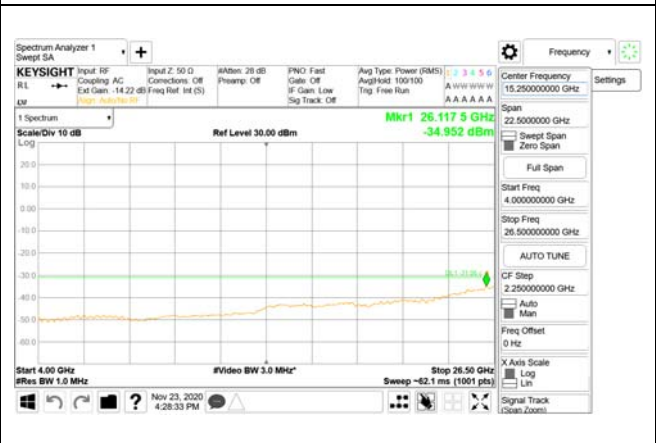 Spectrum Analyzer 1
Swept SA
Frequency
KEYSIGHT
RL
Input: RF
Coupling: AC
Ext Gain: -14.22 dB
Align: Auto/No RF
Input Z: 50 Ω
Corrections: Off
Freq Ref: Int (S)
#Atten: 28 dB
Preamp: Off
PNO: Fast
Gate: Off
IF Gain: Low
Sig Track: Off
Avg Type: Power (RMS)
Avg|Hold: 100/100
Trig: Free Run
1 2 3 4 5 6
A W W W W W
A A A A A A
1 Spectrum
Scale/Div 10 dB
Ref Level 30.00 dBm
Mkr1 26.117 5 GHz
-34.952 dBm
Log
20.0
10.0
0.00
-10.0
-20.0
-30.0
-40.0
-50.0
-60.0
Start 4.00 GHz
#Res BW 1.0 MHz
#Video BW 3.0 MHz*
Stop 26.50 GHz
Sweep ~62.1 ms (1001 pts)
Nov 23, 2020
4:28:33 PM
Center Frequency
15.250000000 GHz
Settings
Span
22.5000000 GHz
Swept Span
Zero Span
Full Span
Start Freq
4.000000000 GHz
Stop Freq
26.500000000 GHz
AUTO TUNE
CF Step
2.250000000 GHz
Auto
Man
Freq Offset
0 Hz
X Axis Scale
Log
Lin
Signal Track
(Span Zoom)